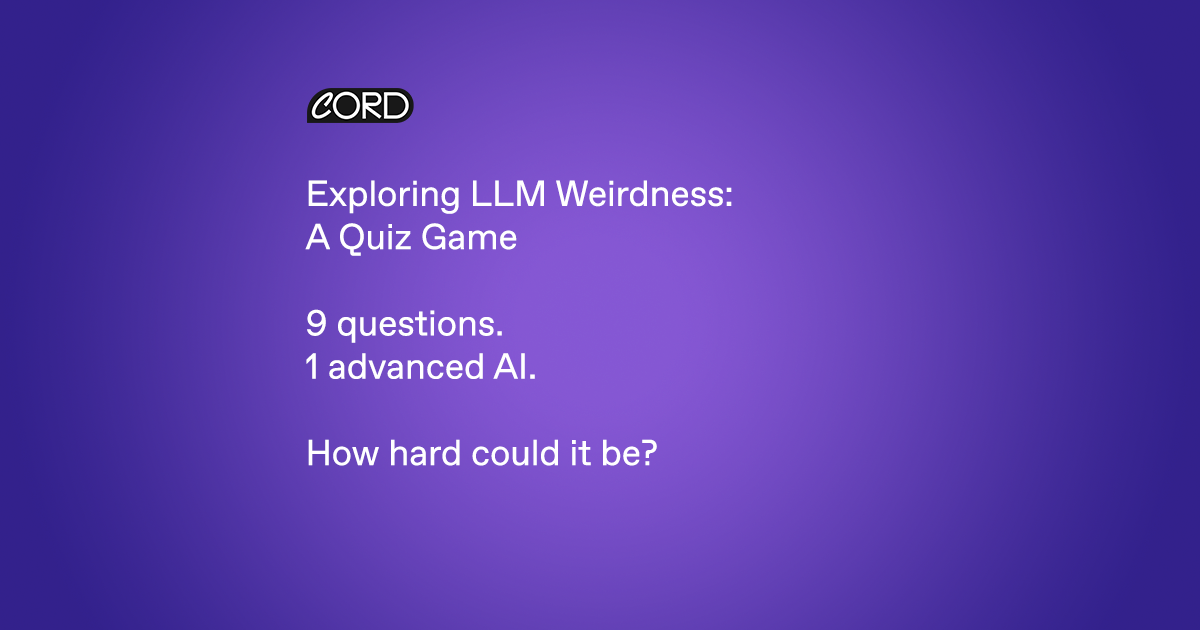 CORD
Exploring LLM Weirdness:
A Quiz Game
9 questions.
1 advanced AI.
How hard could it be?